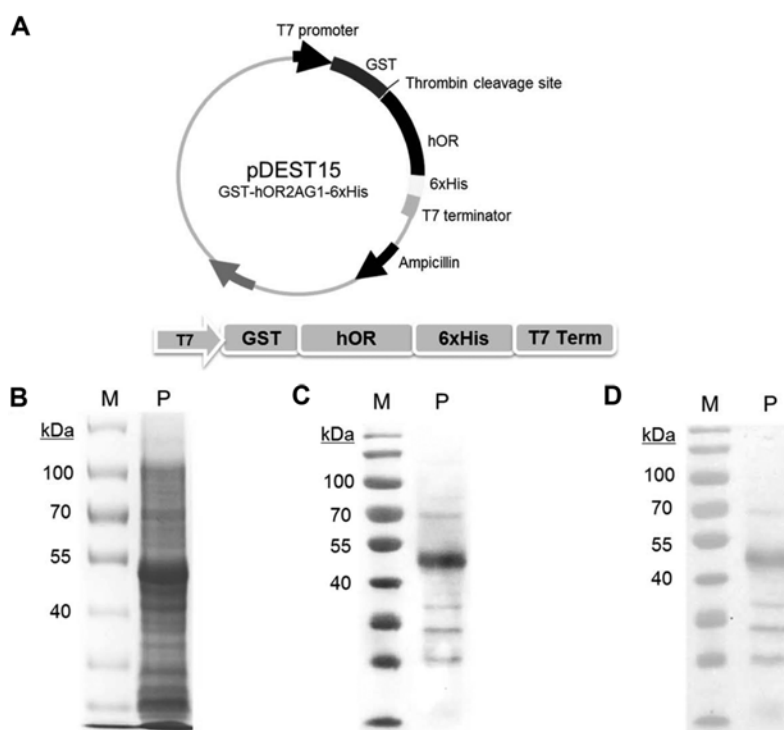 A
T7 promoter
GST
Thrombin cleavage site
hOR
6xHis
T7 terminator
Ampicillin
pDEST15
GST-hOR2AG1-6xHis
T7 GST hOR 6xHis T7 Term
B M P
kDa
100
70
55
40
C M P
kDa
100
70
55
40
D M P
kDa
100
70
55
40